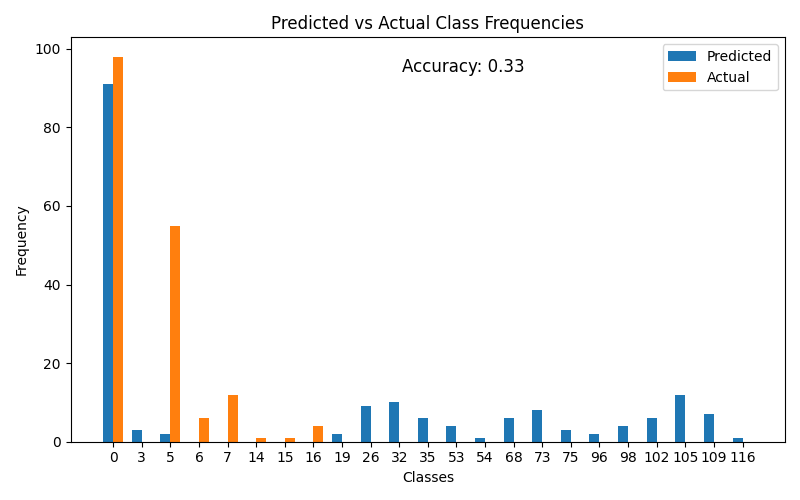 Predicted vs Actual Class Frequencies
Accuracy: 0.33
Predicted
Actual
Frequency
100
80
60
40
20
0
0 3 5 6 7 14 15 16 19 26 32 35 53 54 68 73 75 96 98 102 105 109 116
Classes